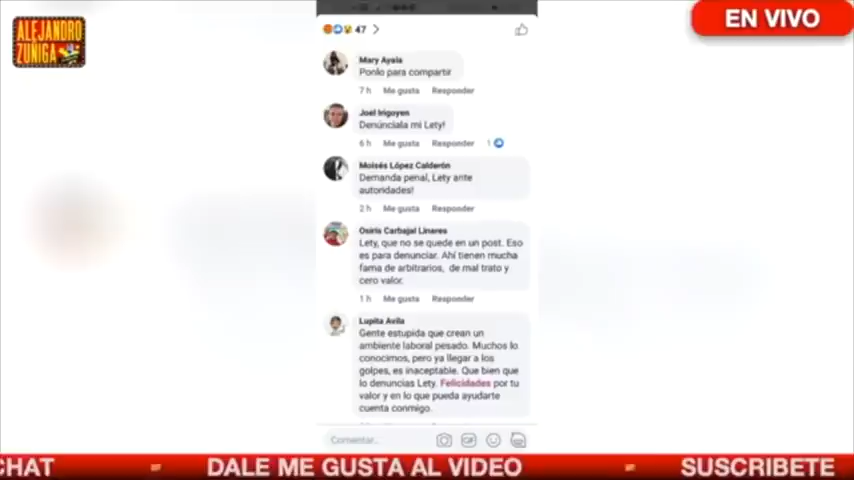 ALEJANDRO
ZUÑIGA
EN VIVO
47
Mary Ayala
Ponlo para compartir
7 h Me gusta Responder
Joel Irigoyen
Denúnciala mi Lety!
6 h Me gusta Responder 1
Moisés López Calderón
Demanda penal, Lety ante
autoridades!
2 h Me gusta Responder
Osiris Carbajal Linares
Lety, que no se quede en un post. Eso
es para denunciar. Ahí tienen mucha
fama de arbitrarios, de mal trato y
cero valor.
1 h Me gusta Responder
Lupita Avila
Gente estupida que crean un
ambiente laboral pesado. Muchos lo
conocimos, pero ya llegar a los
golpes, es inaceptable. Que bien que
lo denuncias Lety. Felicidades por tu
valor y en lo que pueda ayudarte
cuenta conmigo.
Comentar...
GIF
CHAT - DALE ME GUSTA AL VIDEO - SUSCRIBETE